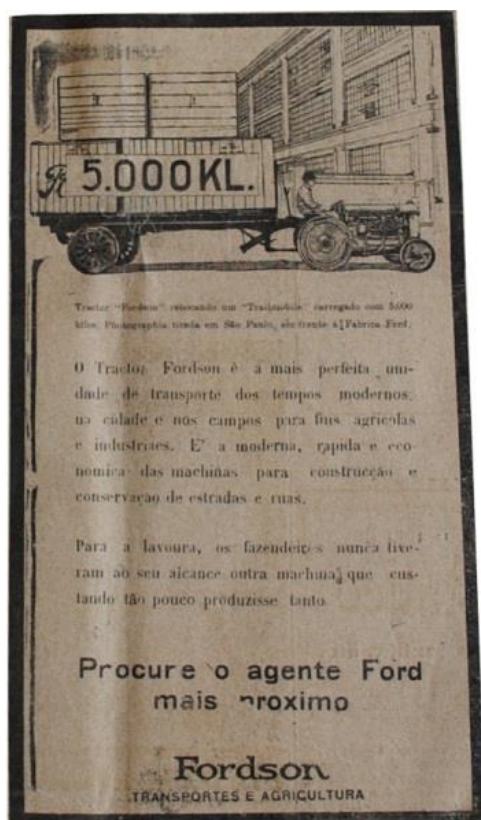 5.000 KL.
Tractor "Fordson" rebocando um "Trailmobile" carregado com 5.000
kilos. Photographia tirada em São Paulo, em frente á Fabrica Ford.
O Tractor Fordson é a mais perfeita uni-
dade de transporte dos tempos modernos,
na cidade e nos campos para fins agricolas
e industriaes. E' a moderna, rapida e eco-
nomica das machinas para construcção e
conservação de estradas e ruas.
Para a lavoura, os fazendeiros nunca tive-
ram ao seu alcance outra machina que cus-
tando tão pouco produzisse tanto.
Procure o agente Ford
mais proximo
Fordson
TRANSPORTES E AGRICULTURA